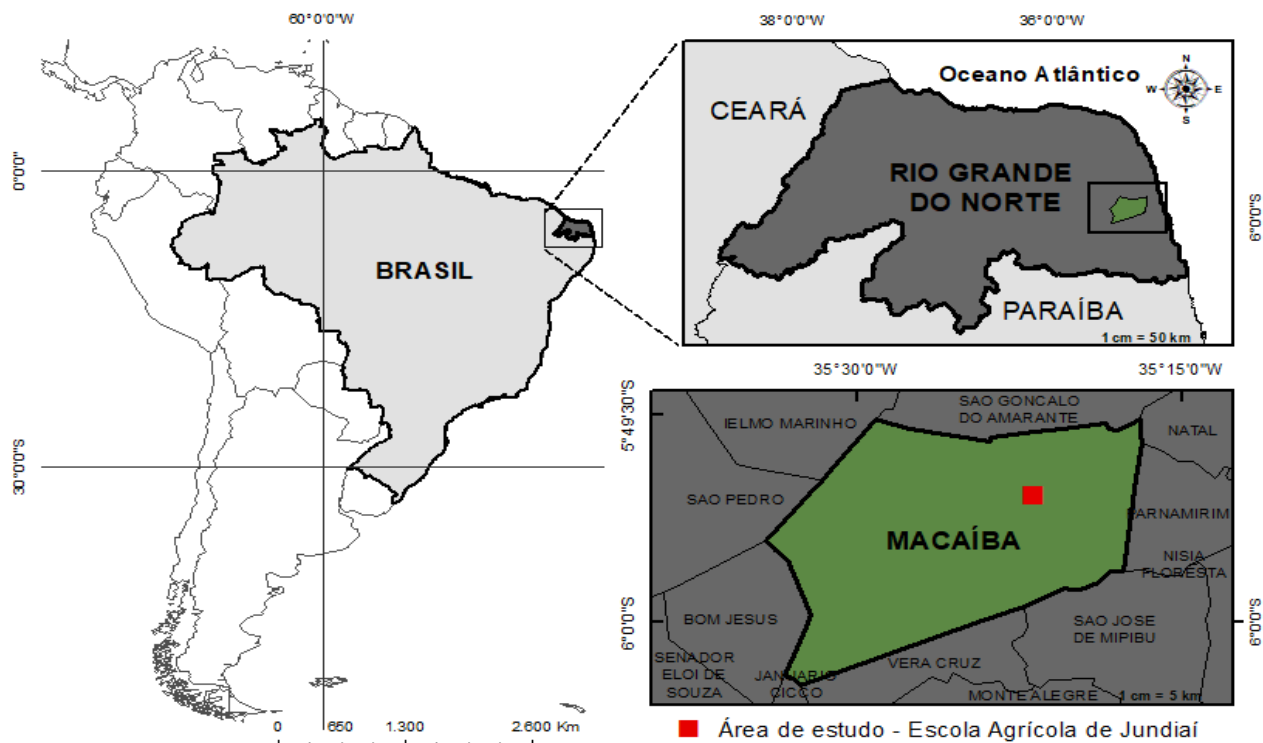 60°0'0"W
0°0'0"
30°0'0"S
BRASIL
0 650 1.300 2.600 Km
38°0'0"W 36°0'0"W
Oceano Atlântico
N
W E
S
CEARÁ
RIO GRANDE
DO NORTE
6°0'0"S
PARAÍBA
1 cm = 50 km
35°30'0"W 35°15'0"W
5°49'30"S
IELMO MARINHO
SAO GONCALO
DO AMARANTE
NATAL
SAO PEDRO
PARNAMIRIM
MACAÍBA
NISIA
FLORESTA
6°0'0"S
6°0'0"S
BOM JESUS
SAO JOSE
DE MIPIBU
SENADOR
ELOI DE
SOUZA
JANUARIO
CICCO
VERA CRUZ
MONTE ALEGRE
1 cm = 5 km
Área de estudo - Escola Agrícola de Jundiaí